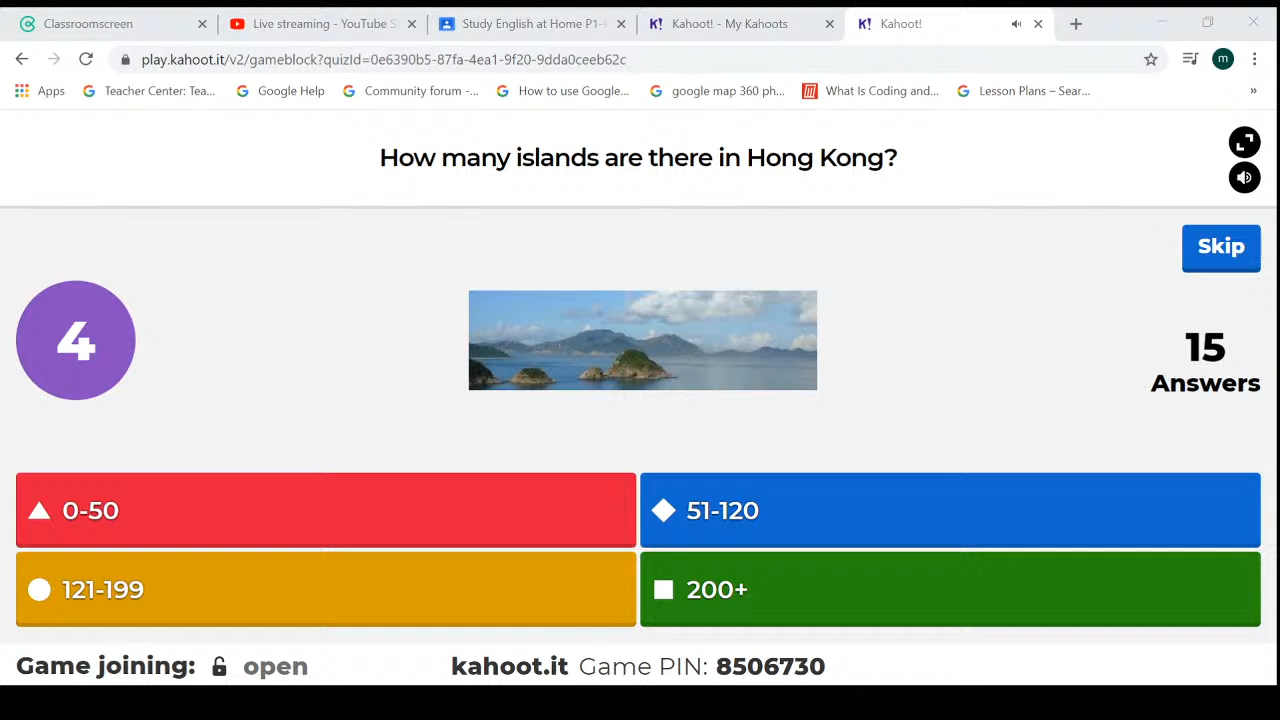 Classroomscreen
Live streaming - YouTube S
Study English at Home P1-
Kahoot! - My Kahoots
Kahoot!
play.kahoot.it/v2/gameblock?quizId=0e6390b5-87fa-4ea1-9f20-9dda0ceeb62c
m
Apps Teacher Center: Tea... Google Help Community forum -... How to use Google... google map 360 ph... What Is Coding and... Lesson Plans – Sear... »
How many islands are there in Hong Kong?
Skip
4
15
Answers
0-50
51-120
121-199
200+
Game joining: open kahoot.it Game PIN: 8506730